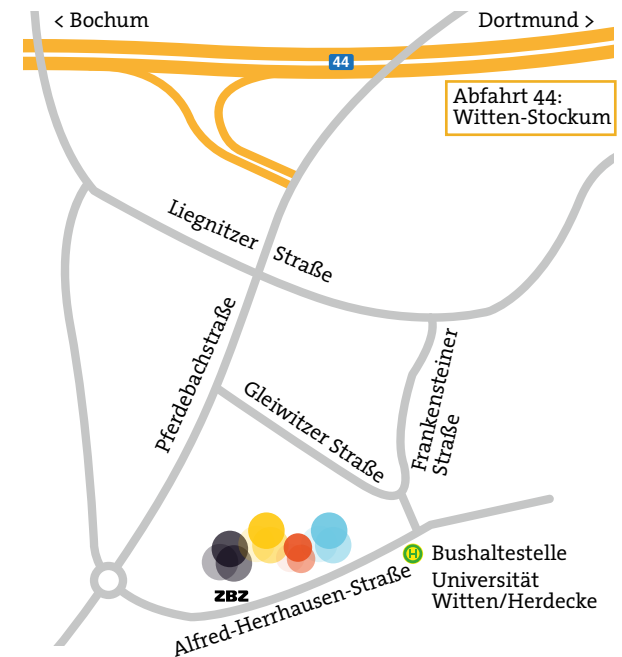 < Bochum
Dortmund >
44
Abfahrt 44:
Witten-Stockum
Liegnitzer Straße
Pferdebachstraße
Gleiwitzer Straße
Frankensteiner
Straße
H Bushaltestelle
Universität
Witten/Herdecke
ZBZ
Alfred-Herrhausen-Straße